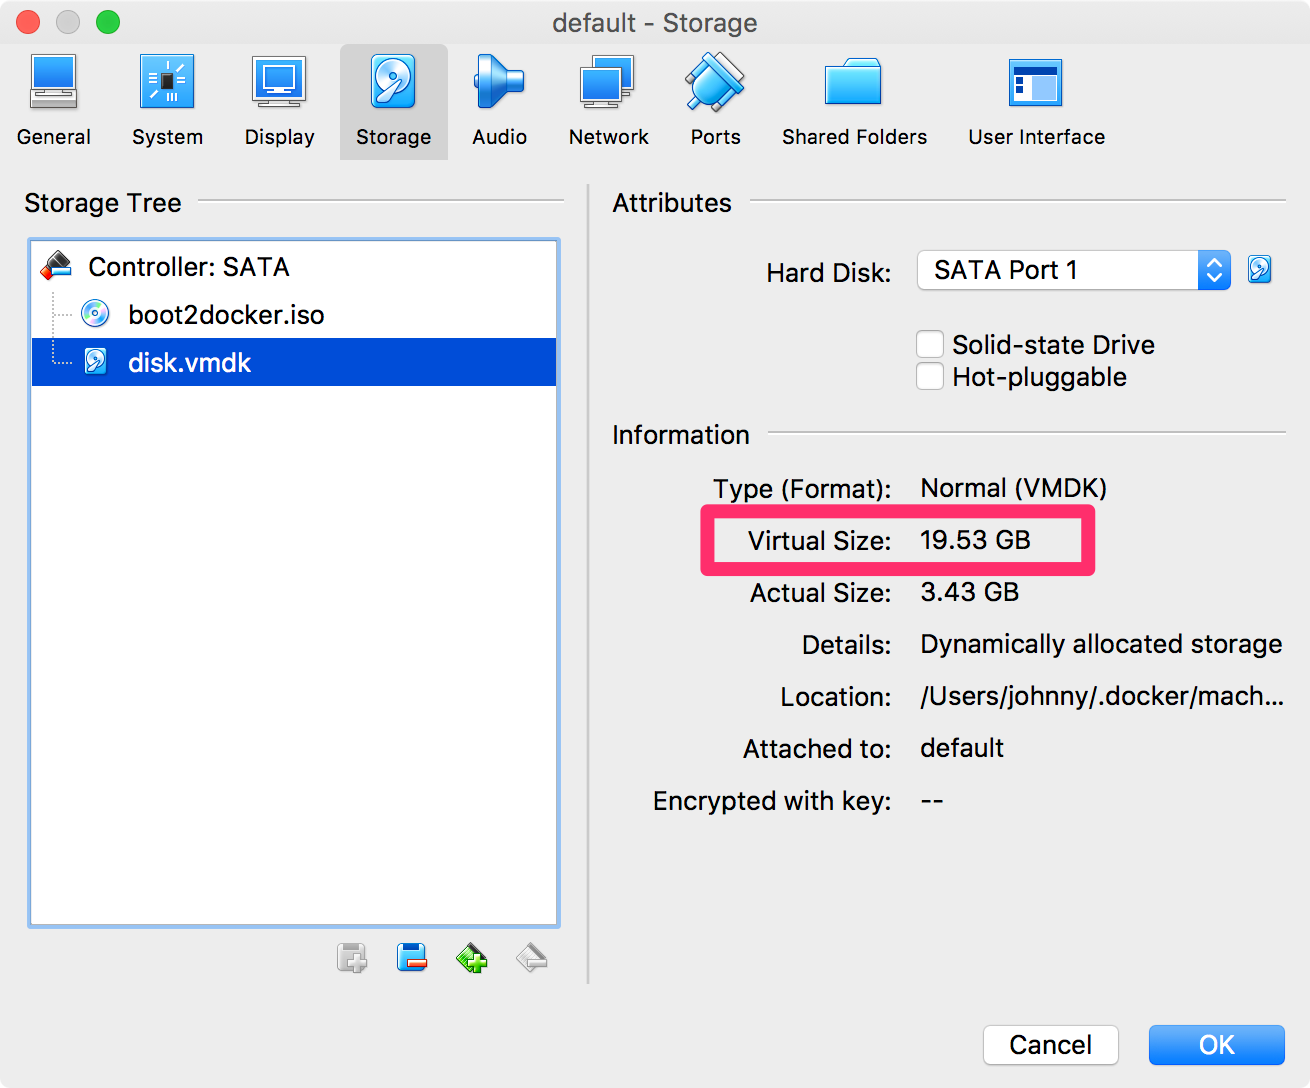 default - Storage
General System Display Storage Audio Network Ports Shared Folders User Interface
Storage Tree
Controller: SATA
boot2docker.iso
disk.vmdk
Attributes
Hard Disk: SATA Port 1
Solid-state Drive
Hot-pluggable
Information
Type (Format): Normal (VMDK)
Virtual Size: 19.53 GB
Actual Size: 3.43 GB
Details: Dynamically allocated storage
Location: /Users/johnny/.docker/mach...
Attached to: default
Encrypted with key: --
Cancel OK